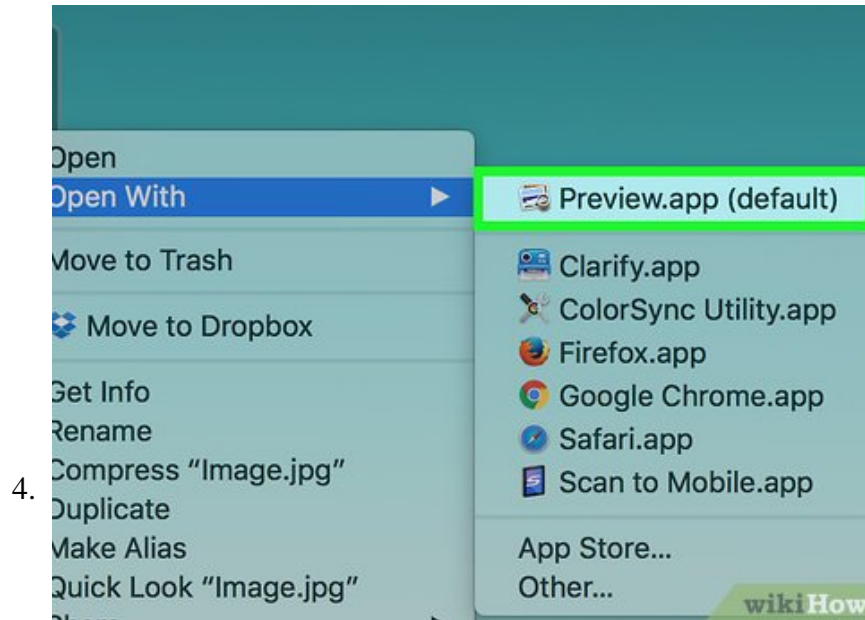 Open
Open With
Move to Trash
Move to Dropbox
Get Info
Rename
Compress “Image.jpg”
Duplicate
Make Alias
Quick Look “Image.jpg”
4.
Preview.app (default)
Clarify.app
ColorSync Utility.app
Firefox.app
Google Chrome.app
Safari.app
Scan to Mobile.app
App Store...
Other...
wikiHow